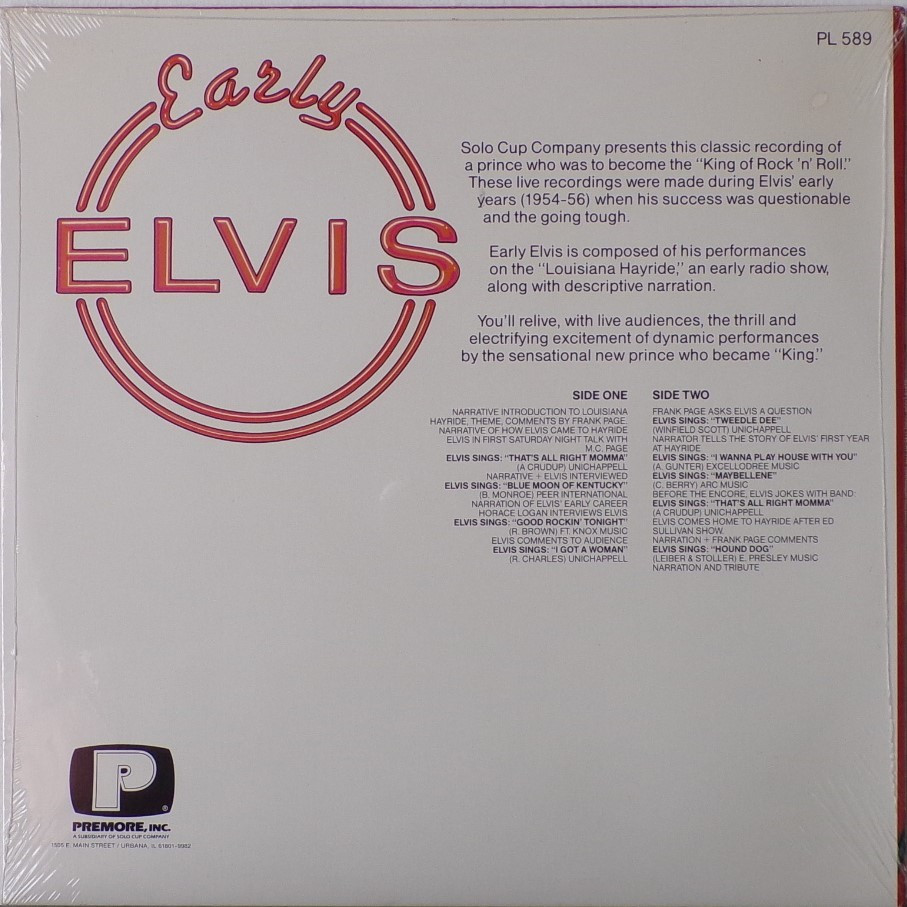 PL 589
Early
ELVIS
Solo Cup Company presents this classic recording of
a prince who was to become the "King of Rock 'n' Roll."
These live recordings were made during Elvis' early
years (1954-56) when his success was questionable
and the going tough.
Early Elvis is composed of his performances
on the "Louisiana Hayride," an early radio show,
along with descriptive narration.
You'll relive, with live audiences, the thrill and
electrifying excitement of dynamic performances
by the sensational new prince who became "King."
SIDE ONE
NARRATIVE INTRODUCTION TO LOUISIANA
HAYRIDE, THEME, COMMENTS BY FRANK PAGE.
NARRATIVE OF HOW ELVIS CAME TO HAYRIDE
ELVIS IN FIRST SATURDAY NIGHT TALK WITH
M.C. PAGE
ELVIS SINGS: "THAT'S ALL RIGHT MOMMA"
(A CRUDUP) UNICHAPPELL
NARRATIVE + ELVIS INTERVIEWED
ELVIS SINGS: "BLUE MOON OF KENTUCKY"
(B. MONROE) PEER INTERNATIONAL
NARRATION OF ELVIS' EARLY CAREER
HORACE LOGAN INTERVIEWS ELVIS
ELVIS SINGS: "GOOD ROCKIN' TONIGHT"
(R. BROWN) FT. KNOX MUSIC
ELVIS COMMENTS TO AUDIENCE
ELVIS SINGS: "I GOT A WOMAN"
(R. CHARLES) UNICHAPPELL
SIDE TWO
FRANK PAGE ASKS ELVIS A QUESTION
ELVIS SINGS: "TWEEDLE DEE"
(WINFIELD SCOTT) UNICHAPPELL
NARRATOR TELLS THE STORY OF ELVIS' FIRST YEAR
AT HAYRIDE
ELVIS SINGS: "I WANNA PLAY HOUSE WITH YOU"
(A. GUNTER) EXCELLODREE MUSIC
ELVIS SINGS: "MAYBELLENE"
(C. BERRY) ARC MUSIC
BEFORE THE ENCORE, ELVIS JOKES WITH BAND:
ELVIS SINGS: "THAT'S ALL RIGHT MOMMA"
(A CRUDUP) UNICHAPPELL
ELVIS COMES HOME TO HAYRIDE AFTER ED
SULLIVAN SHOW.
NARRATION + FRANK PAGE COMMENTS
ELVIS SINGS: "HOUND DOG"
(LEIBER & STOLLER) E. PRESLEY MUSIC
NARRATION AND TRIBUTE
P
R
®
PREMORE, INC.
A SUBSIDIARY OF SOLO CUP COMPANY
E. MAIN STREET / URBANA, IL 61801-9982